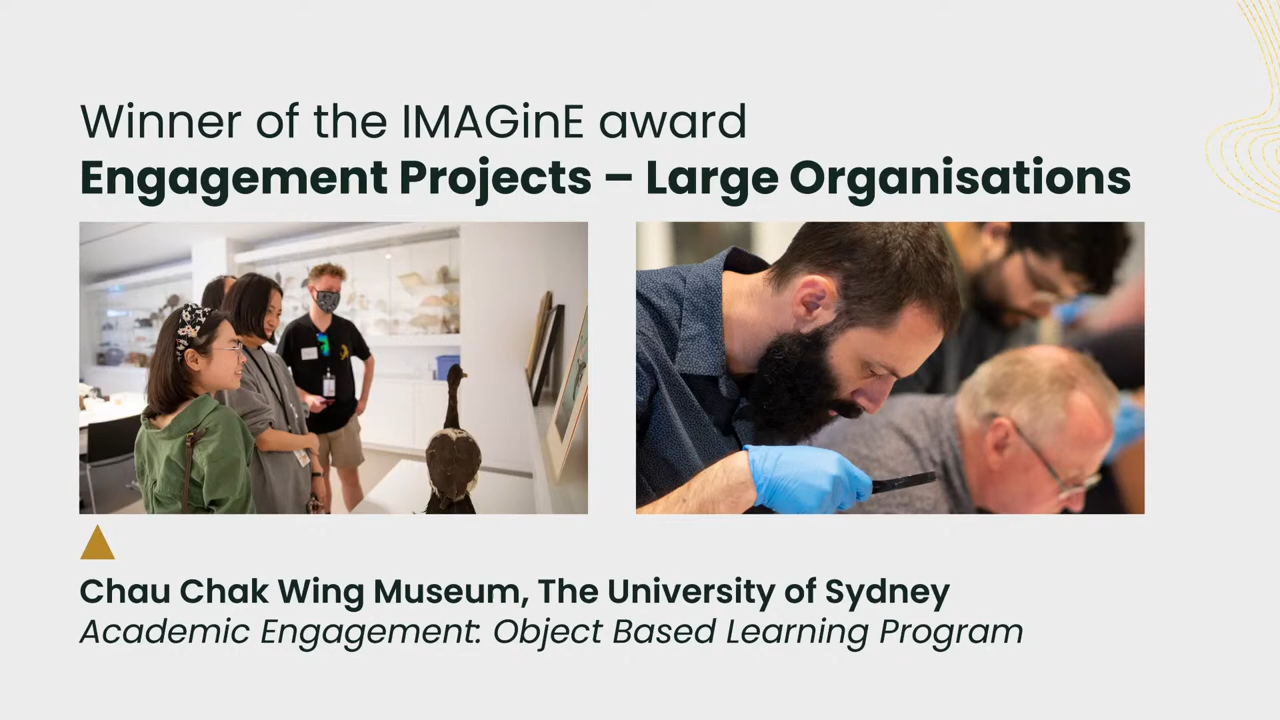 Winner of the IMAGinE award
Engagement Projects – Large Organisations
Chau Chak Wing Museum, The University of Sydney
Academic Engagement: Object Based Learning Program